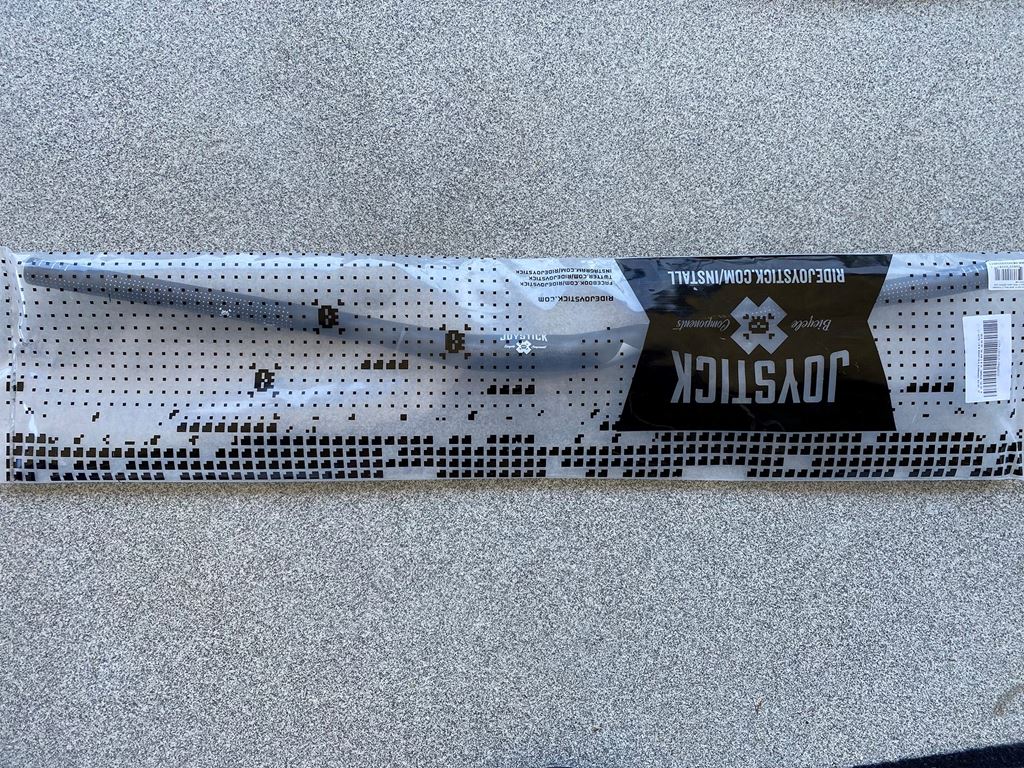 JOYSTICK
Bicycle Components
RIDEJOYSTICK.COM/INSTALL
RIDEJOYSTICK.COM
FACEBOOK.COM/RIDEJOYSTICK
TWITTER.COM/RIDEJOYSTICK
INSTAGRAM.COM/RIDEJOYSTICK
JOYSTICK